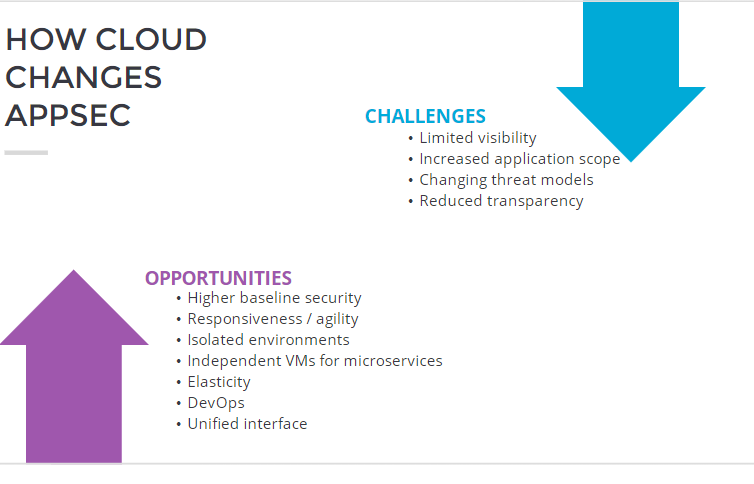 HOW CLOUD
CHANGES
APPSEC
CHALLENGES
• Limited visibility
• Increased application scope
• Changing threat models
• Reduced transparency
OPPORTUNITIES
• Higher baseline security
• Responsiveness / agility
• Isolated environments
• Independent VMs for microservices
• Elasticity
• DevOps
• Unified interface